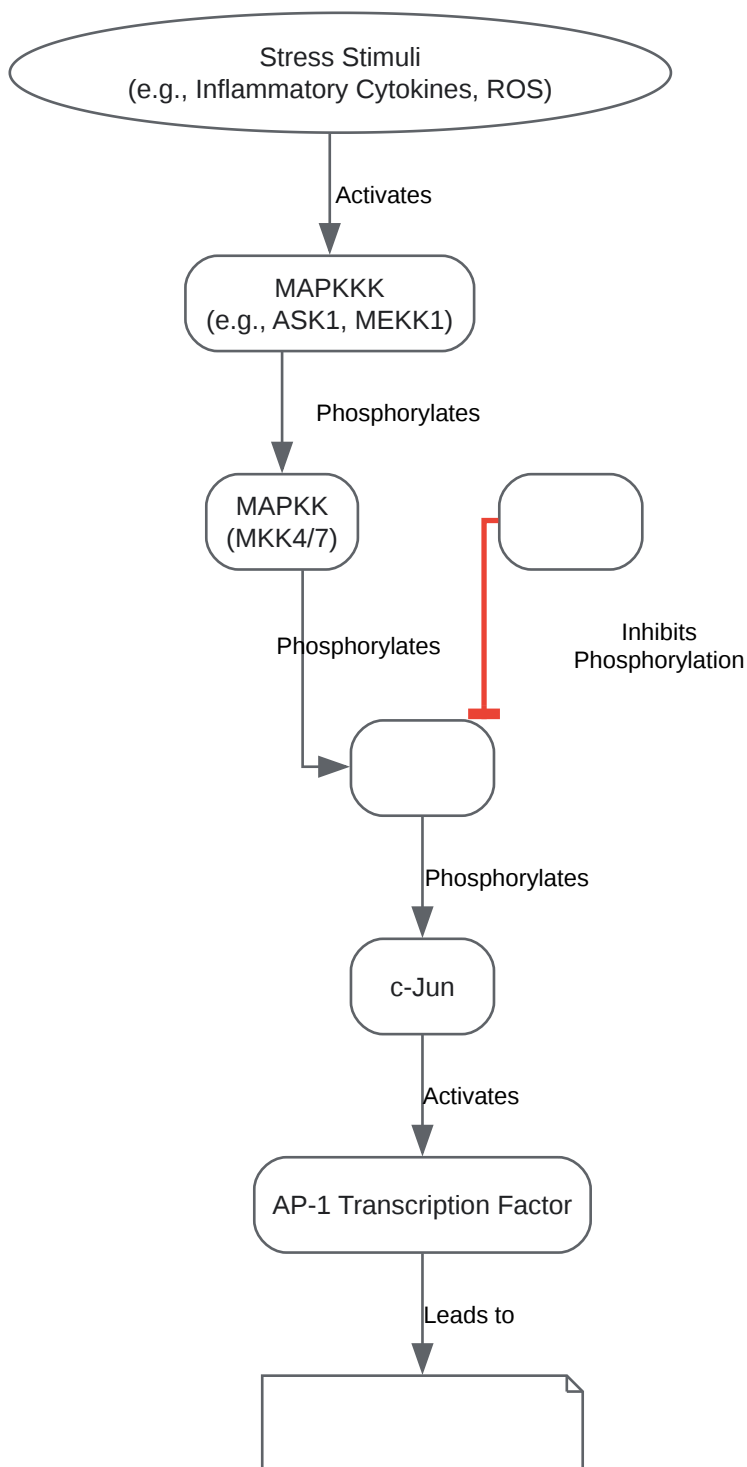 Stress Stimuli
(e.g., Inflammatory Cytokines, ROS)
Activates
MAPKKK
(e.g., ASK1, MEKK1)
Phosphorylates
MAPKK
(MKK4/7)
Phosphorylates
Inhibits
Phosphorylation
Phosphorylates
c-Jun
Activates
AP-1 Transcription Factor
Leads to